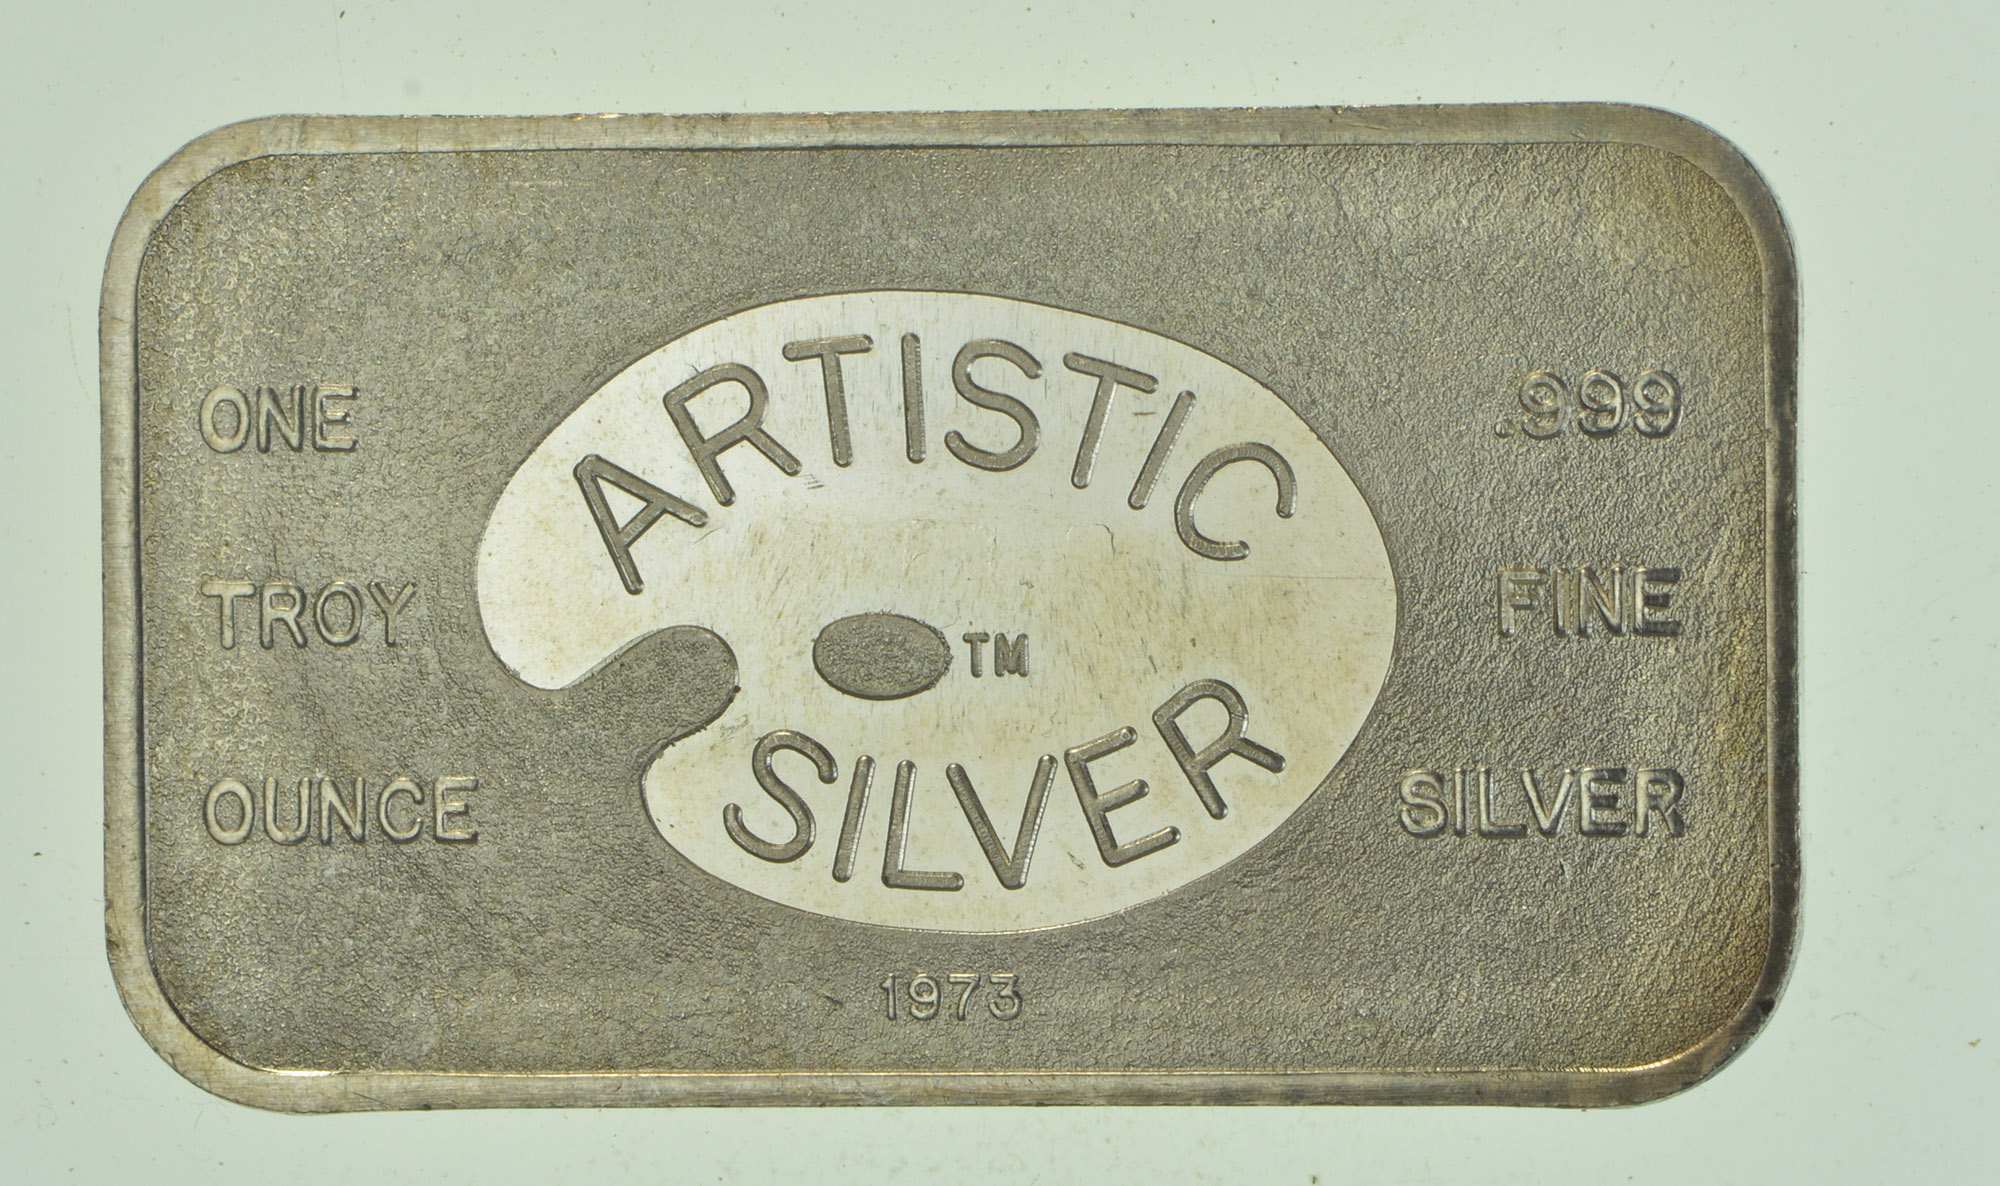 ARTISTIC
SILVER
TM
ONE
TROY
OUNCE
.999
FINE
SILVER
1973